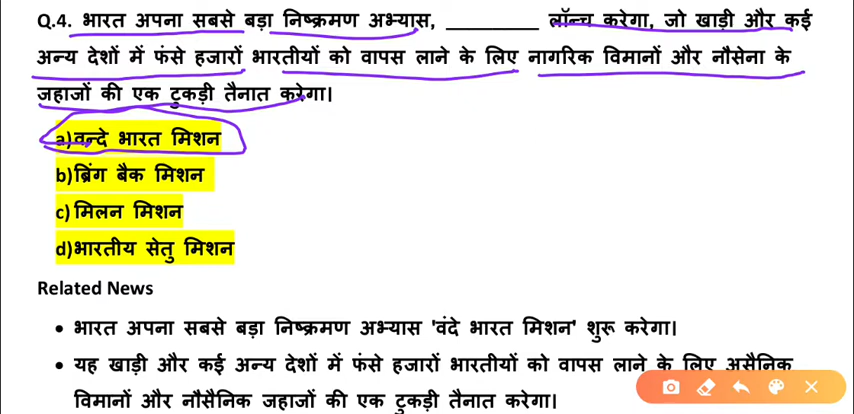 Q.4. भारत अपना सबसे बड़ा निष्क्रमण अभ्यास, _________ लॉन्च करेगा, जो खाड़ी और कई
अन्य देशों में फंसे हजारों भारतीयों को वापस लाने के लिए नागरिक विमानों और नौसेना के
जहाजों की एक टुकड़ी तैनात करेगा।
a)वन्दे भारत मिशन
b)ब्रिंग बैक मिशन
c)मिलन मिशन
d)भारतीय सेतु मिशन
Related News
• भारत अपना सबसे बड़ा निष्क्रमण अभ्यास 'वंदे भारत मिशन' शुरू करेगा।
• यह खाड़ी और कई अन्य देशों में फंसे हजारों भारतीयों को वापस लाने के लिए असैनिक
विमानों और नौसैनिक जहाजों की एक टुकड़ी तैनात करेगा।